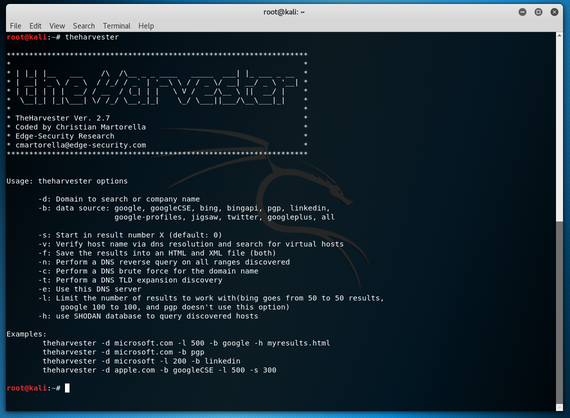 root@kali: ~
File Edit View Search Terminal Help
root@kali:~# theharvester
*******************************************************************
* TheHarvester Ver. 2.7 *
* Coded by Christian Martorella *
* Edge-Security Research *
* cmartorella@edge-security.com *
*******************************************************************
Usage: theharvester options
-d: Domain to search or company name
-b: data source: google, googleCSE, bing, bingapi, pgp, linkedin,
google-profiles, jigsaw, twitter, googleplus, all
-s: Start in result number X (default: 0)
-v: Verify host name via dns resolution and search for virtual hosts
-f: Save the results into an HTML and XML file (both)
-n: Perform a DNS reverse query on all ranges discovered
-c: Perform a DNS brute force for the domain name
-t: Perform a DNS TLD expansion discovery
-e: Use this DNS server
-l: Limit the number of results to work with(bing goes from 50 to 50 results,
google 100 to 100, and pgp doesn't use this option)
-h: use SHODAN database to query discovered hosts
Examples:
theharvester -d microsoft.com -l 500 -b google -h myresults.html
theharvester -d microsoft.com -b pgp
theharvester -d microsoft -l 200 -b linkedin
theharvester -d apple.com -b googleCSE -l 500 -s 300
root@kali:~#